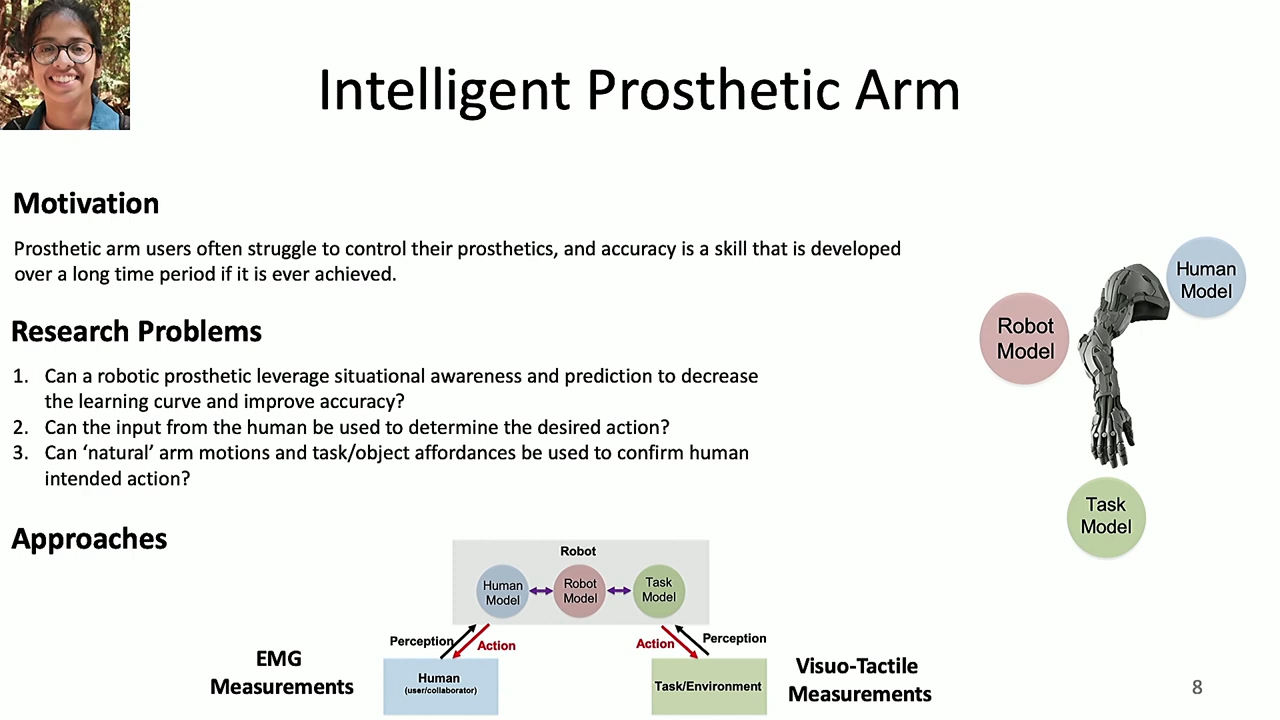 Intelligent Prosthetic Arm
Motivation
Prosthetic arm users often struggle to control their prosthetics, and accuracy is a skill that is developed
over a long time period if it is ever achieved.
Research Problems
1. Can a robotic prosthetic leverage situational awareness and prediction to decrease
the learning curve and improve accuracy?
2. Can the input from the human be used to determine the desired action?
3. Can ‘natural’ arm motions and task/object affordances be used to confirm human
intended action?
Human
Model
Robot
Model
Task
Model
Approaches
Robot
Human
Model
Robot
Model
Task
Model
Perception
Action
Action
Perception
EMG
Measurements
Human
(user/collaborator)
Task/Environment
Visuo-Tactile
Measurements
8